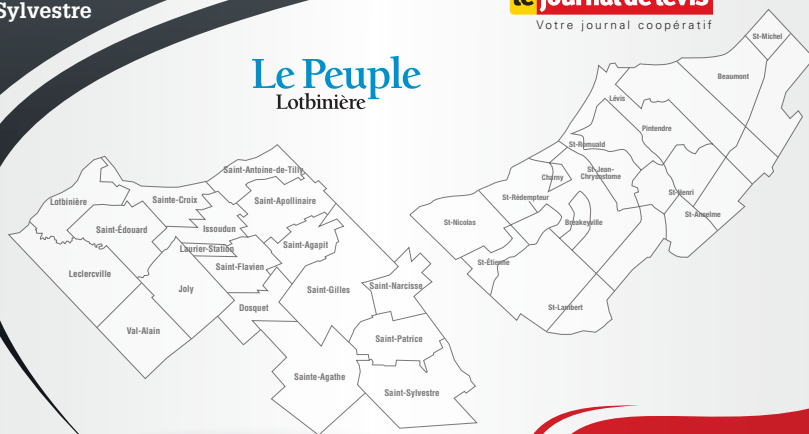 Sylvestre
le journal de lévis
Votre journal coopératif
Le Peuple
Lotbinière
Saint-Antoine-de-Tilly
Lotbinière
Sainte-Croix
Saint-Apollinaire
Saint-Édouard
Issoudun
Laurier-Station
Saint-Agapit
Leclercville
Saint-Flavien
Joly
Saint-Gilles
Saint-Narcisse
Dosquet
Val-Alain
Saint-Patrice
Sainte-Agathe
Saint-Sylvestre
St-Michel
Beaumont
Lévis
Pintendre
St-Romuald
Charny
St-Jean-
Chrysostome
St-Rédempteur
St-Henri
St-Nicolas
Breakeyville
St-Anselme
St-Étienne
St-Lambert